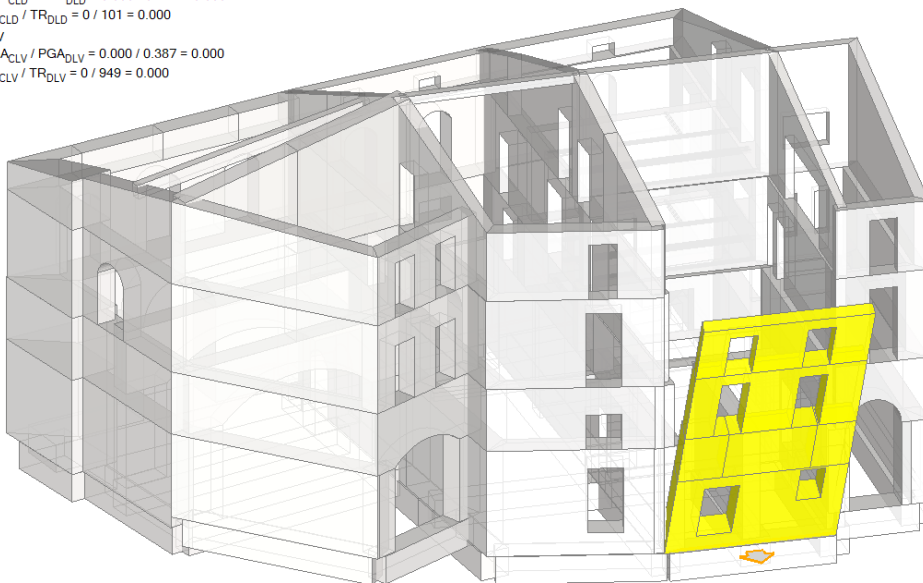 CLD / TRDLD = 0 / 101 = 0.000
ACLV / PGADLV = 0.000 / 0.387 = 0.000
CLV / TRDLV = 0 / 949 = 0.000